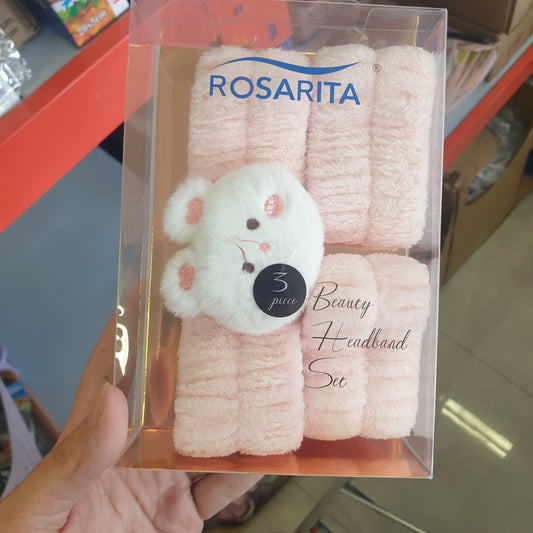 ROSARITA ®
3
piece
Beauty
Headband
Set